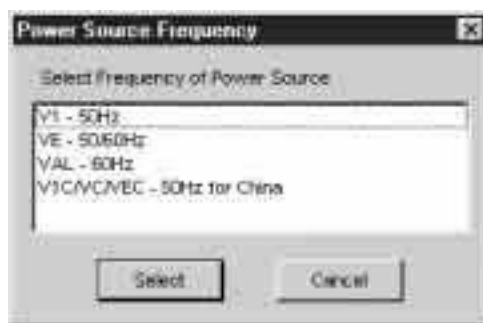 Power Source Frequency
Select Frequency of Power Source
V1 - 50Hz
VE - 50/60Hz
VAL - 60Hz
V1C/VC/VEC - 50Hz for China
Select
Cancel